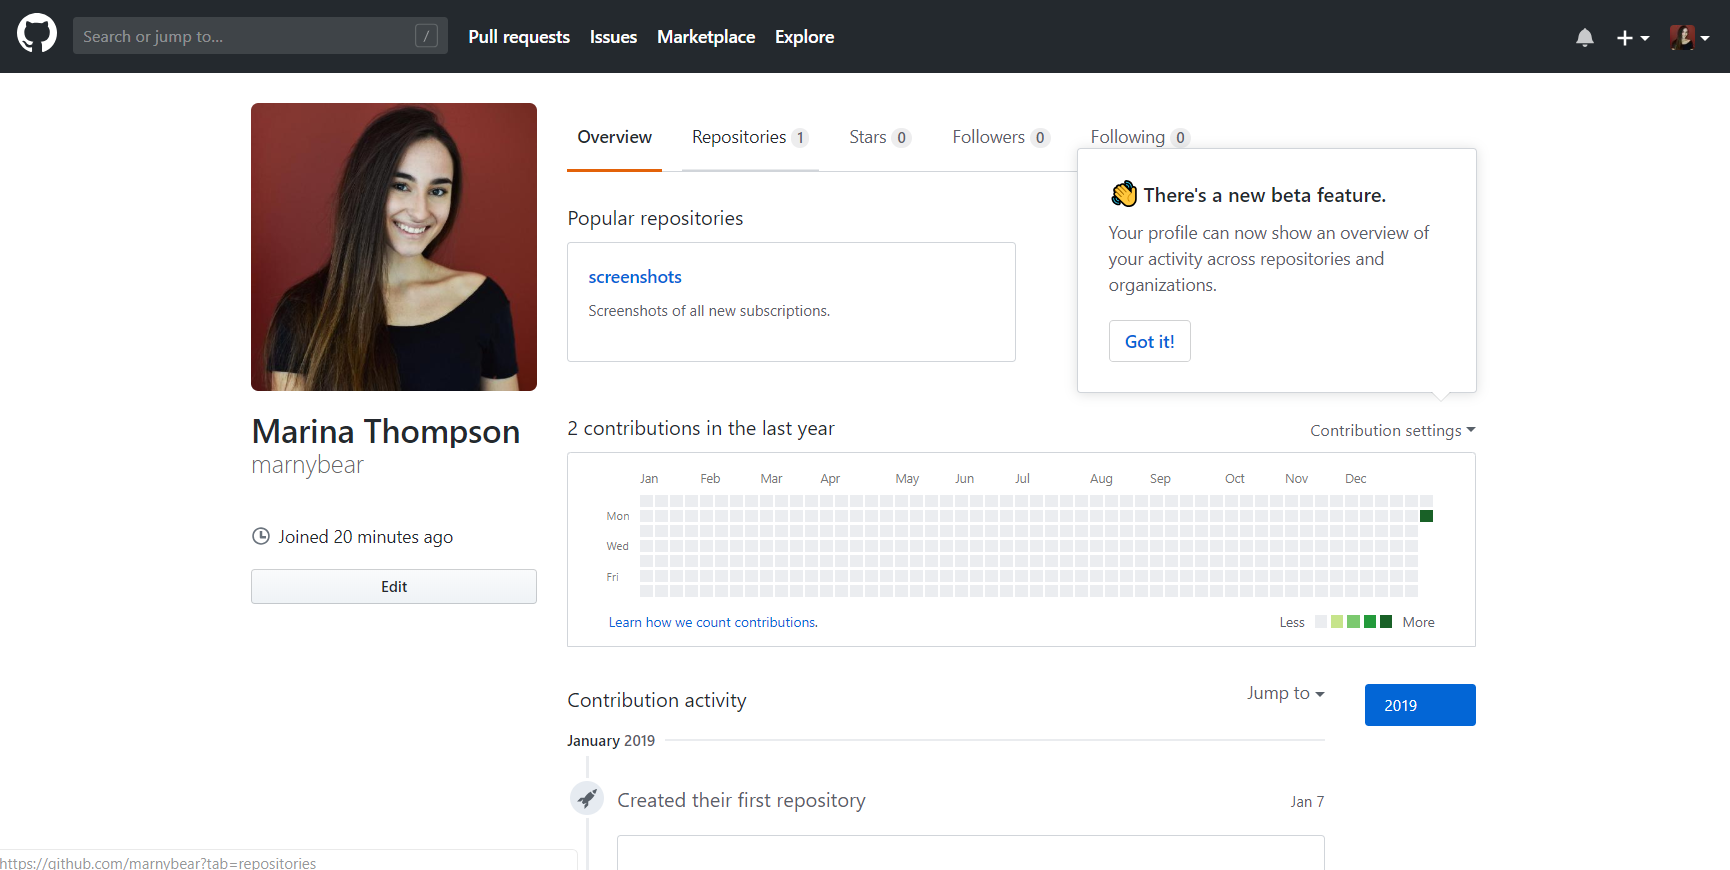 Search or jump to... /
Pull requests Issues Marketplace Explore
Overview Repositories 1 Stars 0 Followers 0 Following 0
👋 There's a new beta feature.
Your profile can now show an overview of
your activity across repositories and
organizations.
Got it!
Popular repositories
screenshots
Screenshots of all new subscriptions.
Marina Thompson
marnybear
Joined 20 minutes ago
Edit
2 contributions in the last year
Contribution settings
Jan Feb Mar Apr May Jun Jul Aug Sep Oct Nov Dec
Mon
Wed
Fri
Learn how we count contributions.
Less More
Contribution activity
Jump to
2019
January 2019
Created their first repository
Jan 7
https://github.com/marnybear?tab=repositories